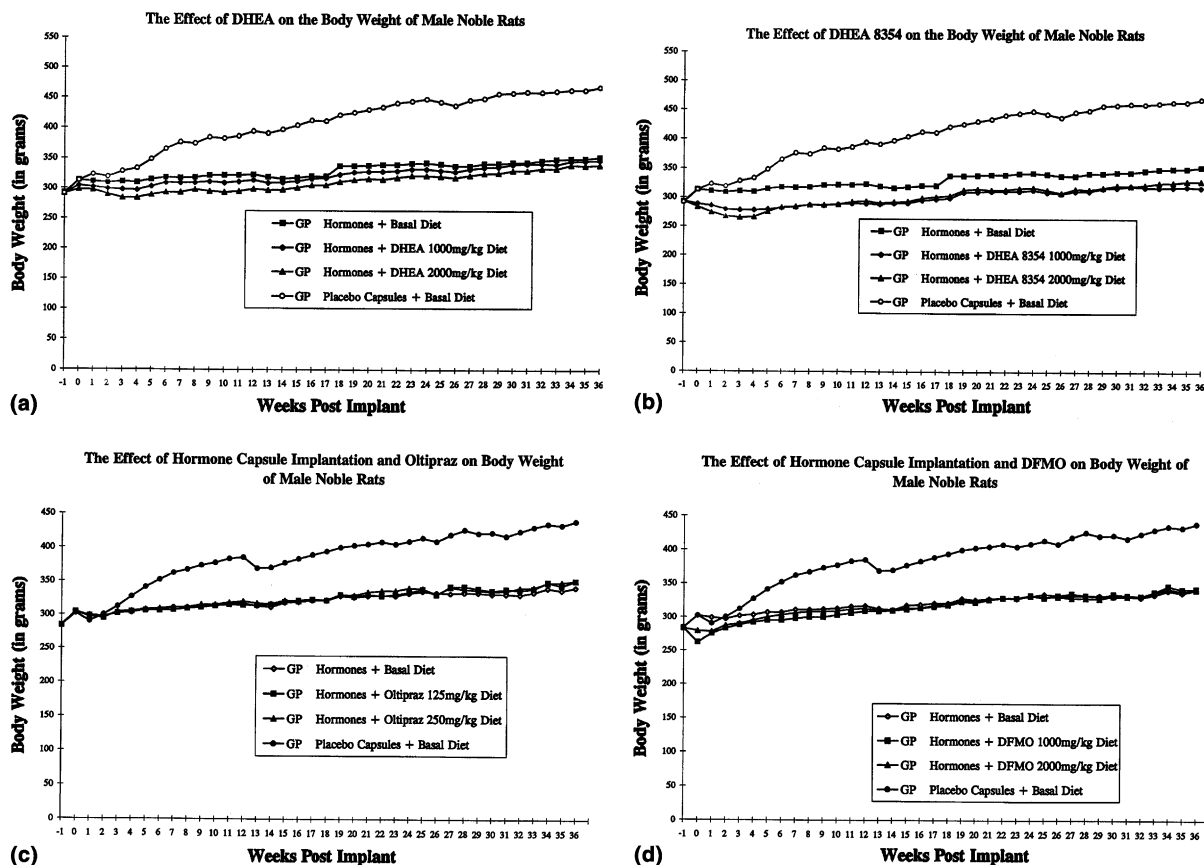 The Effect of DHEA on the Body Weight of Male Noble Rats
Body Weight (in grams)
550
500
450
400
350
300
250
200
150
100
50
0
GP Hormones + Basal Diet
GP Hormones + DHEA 1000mg/kg Diet
GP Hormones + DHEA 2000mg/kg Diet
GP Placebo Capsules + Basal Diet
-1 0 1 2 3 4 5 6 7 8 9 10 11 12 13 14 15 16 17 18 19 20 21 22 23 24 25 26 27 28 29 30 31 32 33 34 35 36
Weeks Post Implant
(a)
The Effect of DHEA 8354 on the Body Weight of Male Noble Rats
Body Weight (in grams)
550
500
450
400
350
300
250
200
150
100
50
0
GP Hormones + Basal Diet
GP Hormones + DHEA 8354 1000mg/kg Diet
GP Hormones + DHEA 8354 2000mg/kg Diet
GP Placebo Capsules + Basal Diet
-1 0 1 2 3 4 5 6 7 8 9 10 11 12 13 14 15 16 17 18 19 20 21 22 23 24 25 26 27 28 29 30 31 32 33 34 35 36
Weeks Post Implant
(b)
The Effect of Hormone Capsule Implantation and Oltipraz on Body Weight
of Male Noble Rats
Body Weight (in grams)
450
400
350
300
250
200
150
100
50
0
GP Hormones + Basal Diet
GP Hormones + Oltipraz 125mg/kg Diet
GP Hormones + Oltipraz 250mg/kg Diet
GP Placebo Capsules + Basal Diet
-1 0 1 2 3 4 5 6 7 8 9 10 11 12 13 14 15 16 17 18 19 20 21 22 23 24 25 26 27 28 29 30 31 32 33 34 35 36
Weeks Post Implant
(c)
The Effect of Hormone Capsule Implantation and DFMO on Body Weight of
Male Noble Rats
Body Weight (in grams)
450
400
350
300
250
200
150
100
50
0
GP Hormones + Basal Diet
GP Hormones + DFMO 1000mg/kg Diet
GP Hormones + DFMO 2000mg/kg Diet
GP Placebo Capsules + Basal Diet
-1 0 1 2 3 4 5 6 7 8 9 10 11 12 13 14 15 16 17 18 19 20 21 22 23 24 25 26 27 28 29 30 31 32 33 34 35 36
Weeks Post Implant
(d)